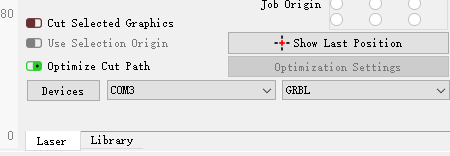 80
Job Origin
Cut Selected Graphics
Use Selection Origin
Show Last Position
Optimize Cut Path
Optimization Settings
Devices COM3 GRBL
0
Laser Library